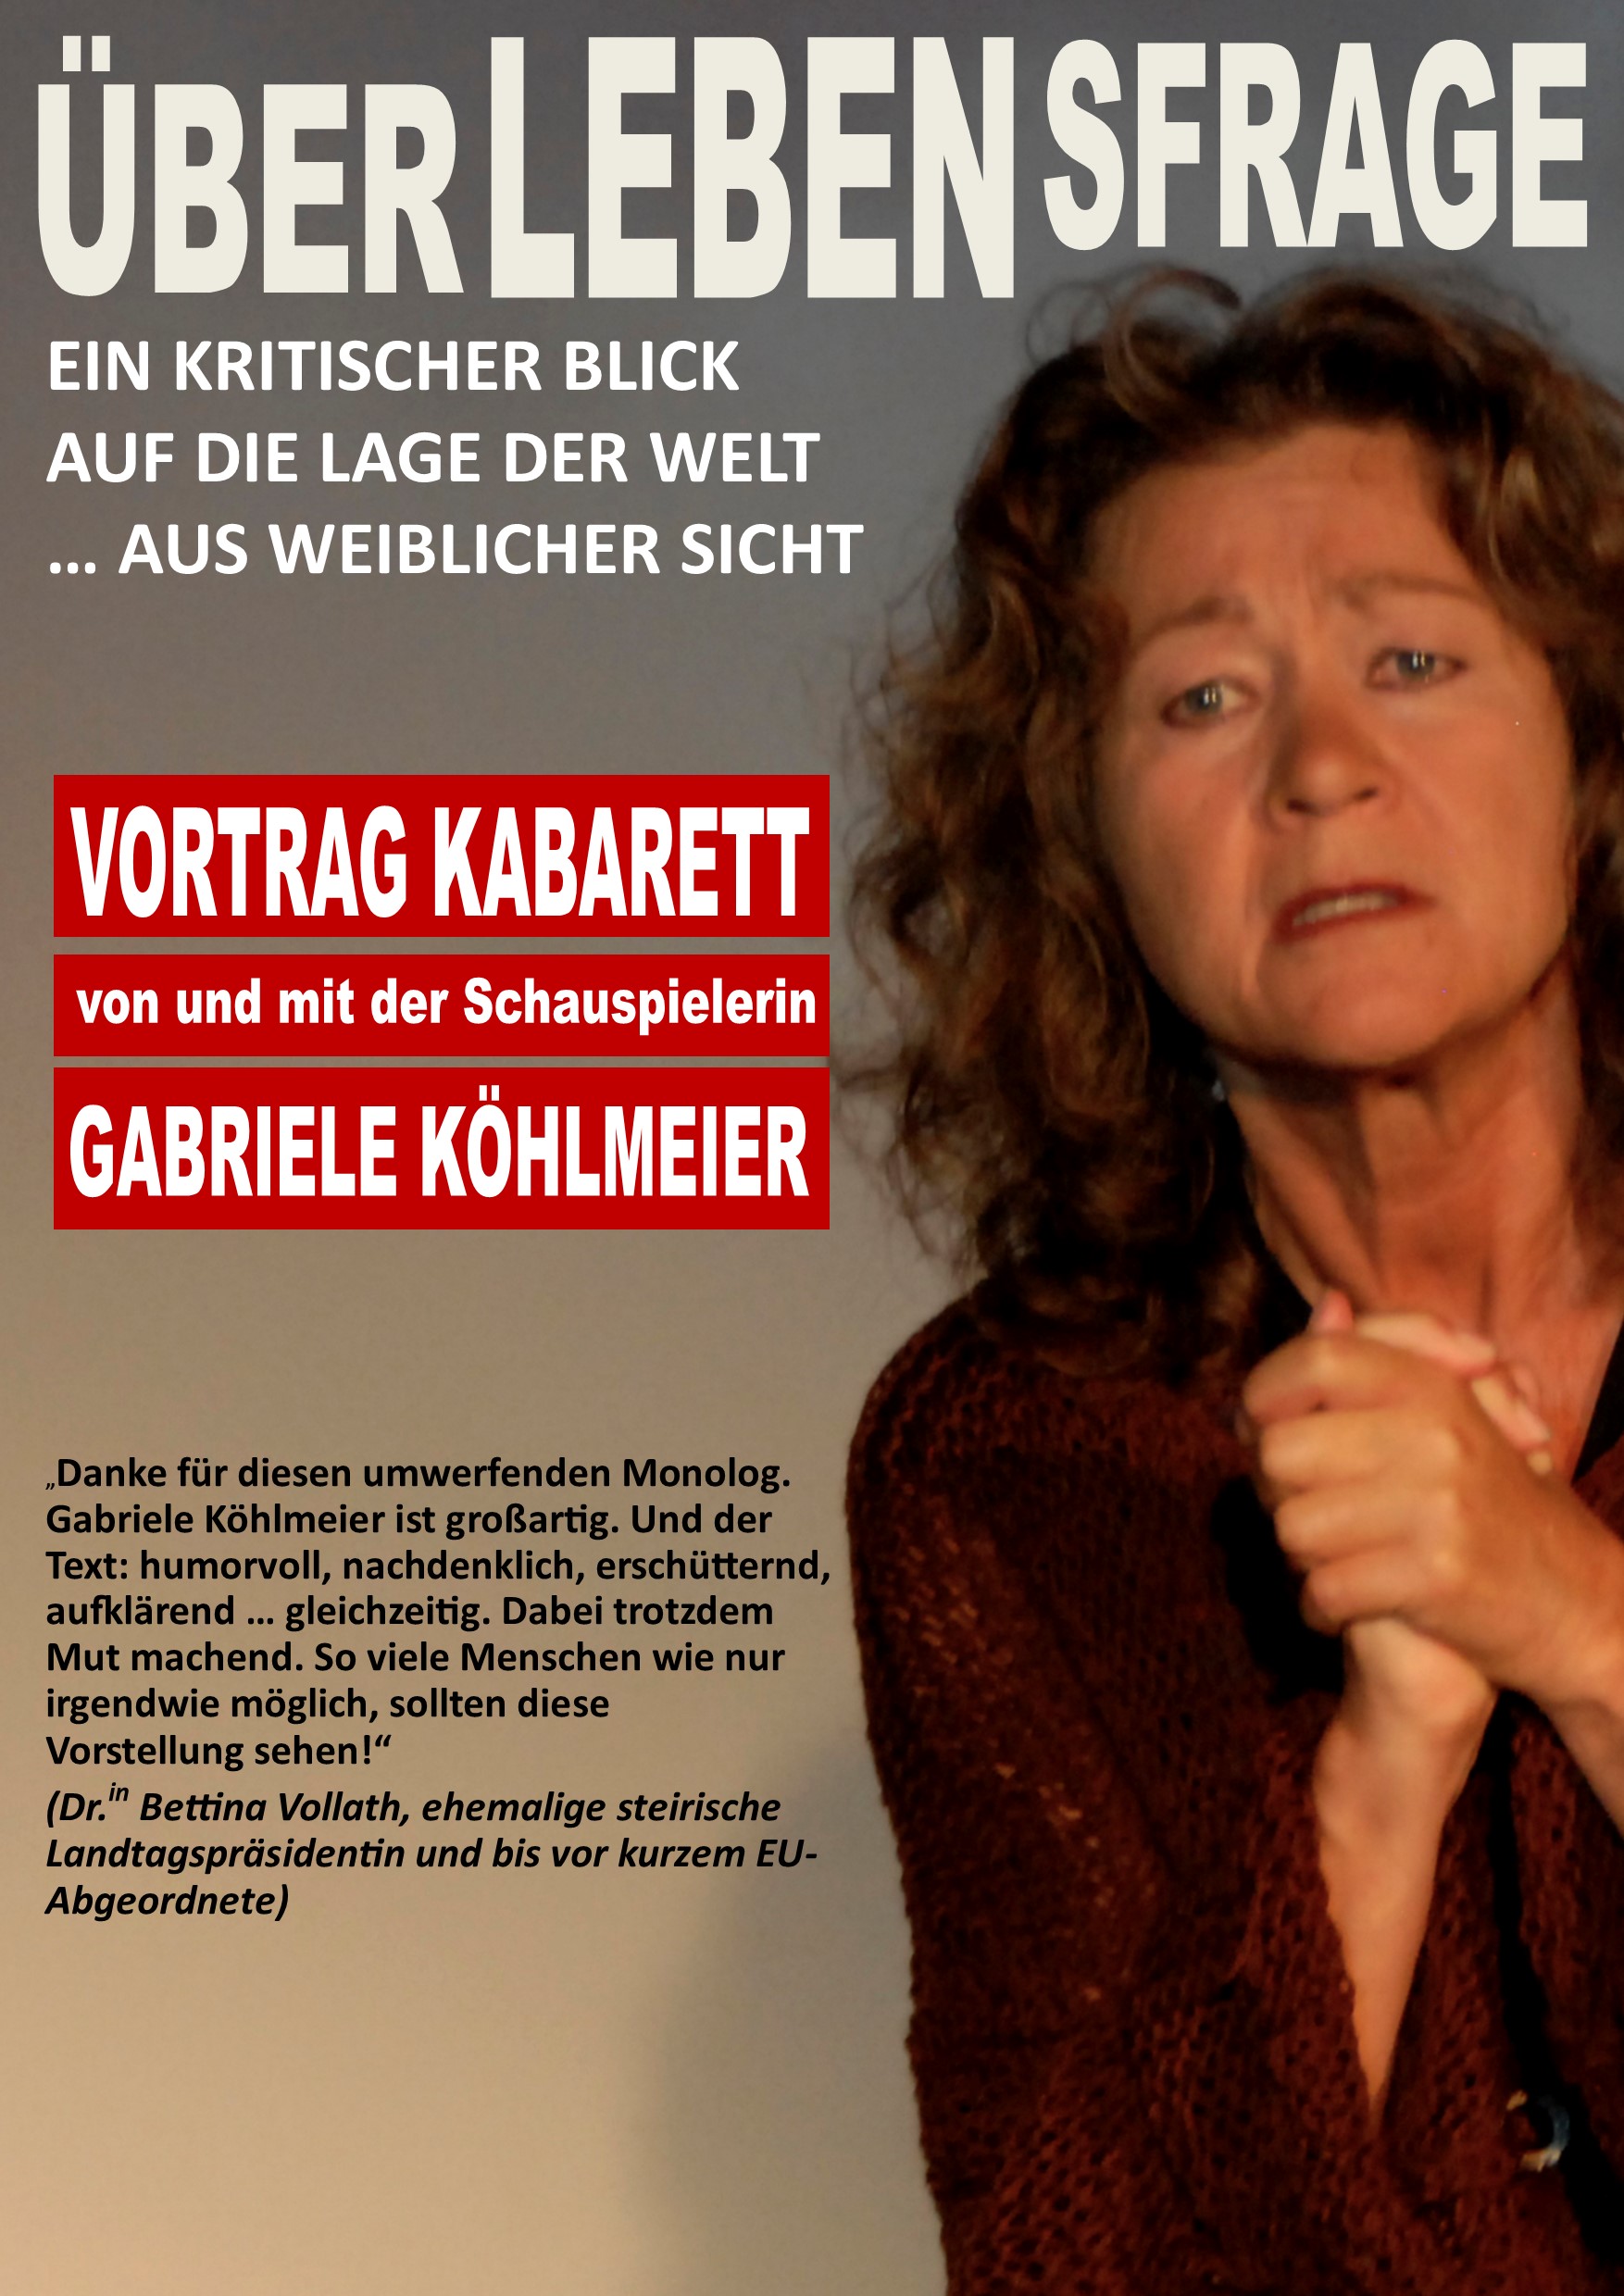 ÜBERLEBENSFRAGE
EIN KRITISCHER BLICK
AUF DIE LAGE DER WELT
... AUS WEIBLICHER SICHT
VORTRAG KABARETT
von und mit der Schauspielerin
GABRIELE KÖHLMEIER
„Danke für diesen umwerfenden Monolog.
Gabriele Köhlmeier ist großartig. Und der
Text: humorvoll, nachdenklich, erschütternd,
aufklärend ... gleichzeitig. Dabei trotzdem
Mut machend. So viele Menschen wie nur
irgendwie möglich, sollten diese
Vorstellung sehen!“
(Dr.in Bettina Vollath, ehemalige steirische
Landtagspräsidentin und bis vor kurzem EU-
Abgeordnete)